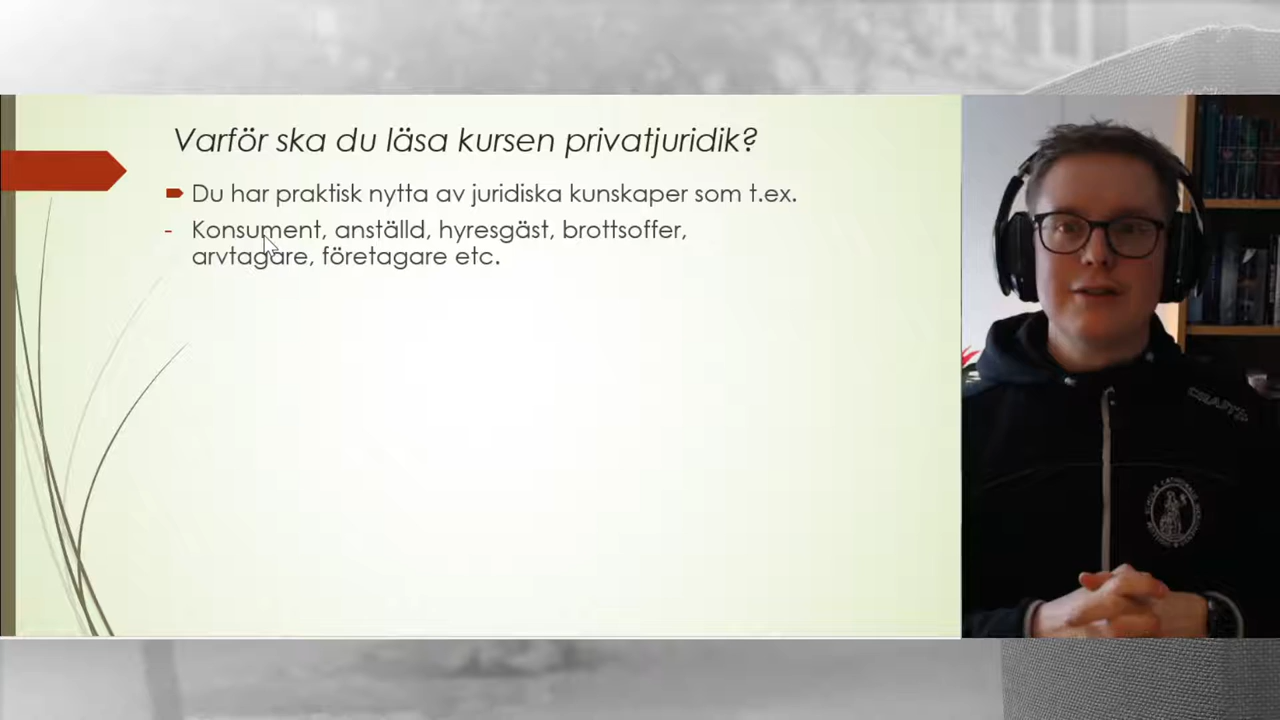 Varför ska du läsa kursen privatjuridik?
Du har praktisk nytta av juridiska kunskaper som t.ex.
- Konsument, anställd, hyresgäst, brottsoffer,
arvtagare, företagare etc.
CRAFT